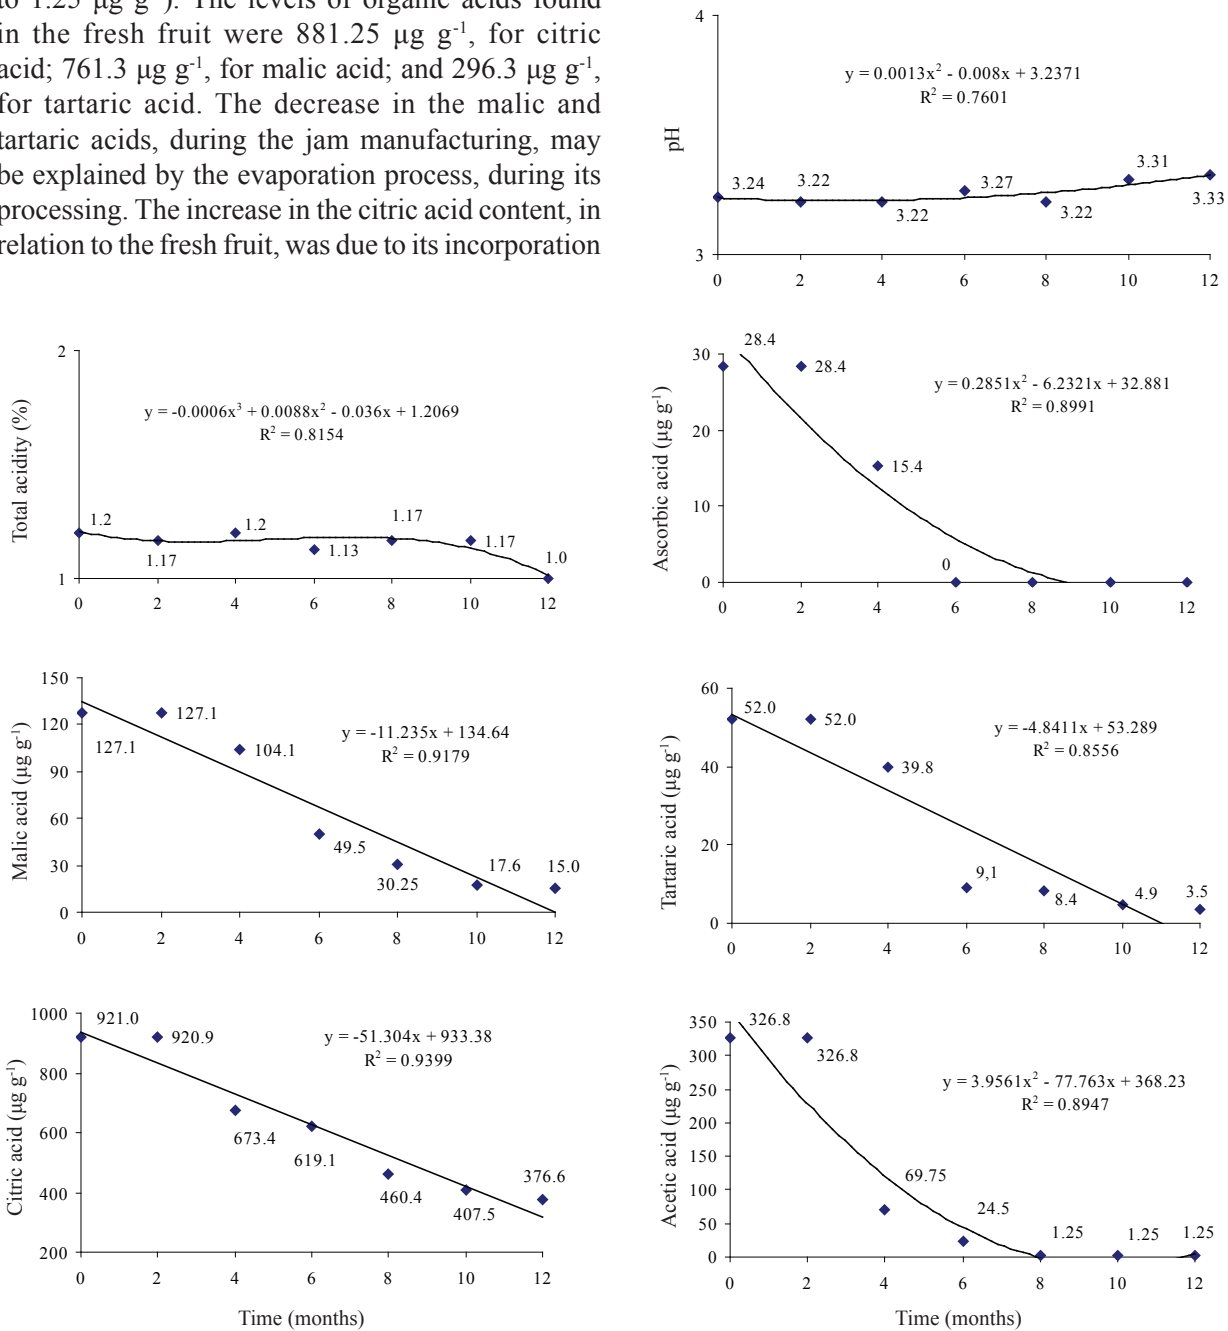 to 1.25 µg g-1). The levels of organic acids found
in the fresh fruit were 881.25 µg g-1, for citric
acid; 761.3 µg g-1, for malic acid; and 296.3 µg g-1,
for tartaric acid. The decrease in the malic and
tartaric acids, during the jam manufacturing, may
be explained by the evaporation process, during its
processing. The increase in the citric acid content, in
relation to the fresh fruit, was due to its incorporation
4
y = 0.0013x² - 0.008x + 3.2371
R² = 0.7601
pH
3.24
3.22
3.22
3.27
3.22
3.31
3.33
3
0 2 4 6 8 10 12
2
y = -0.0006x³ + 0.0088x² - 0.036x + 1.2069
R² = 0.8154
Total acidity (%)
1.2
1.17
1.2
1.13
1.17
1.17
1.0
1
0 2 4 6 8 10 12
28.4
30
28.4
y = 0.2851x² - 6.2321x + 32.881
R² = 0.8991
Ascorbic acid (µg g-1)
20
15.4
10
0
0
0 2 4 6 8 10 12
150
127.1
120
127.1
y = -11.235x + 134.64
R² = 0.9179
Malic acid (µg g-1)
104.1
90
60
49.5
30
30.25
17.6
15.0
0
0 2 4 6 8 10 12
60
52.0
52.0
y = -4.8411x + 53.289
R² = 0.8556
Tartaric acid (µg g-1)
40
39.8
20
9,1
8.4
4.9
3.5
0
0 2 4 6 8 10 12
1000
921.0
920.9
y = -51.304x + 933.38
R² = 0.9399
Citric acid (µg g-1)
800
673.4
600
619.1
460.4
400
407.5
376.6
200
0 2 4 6 8 10 12
Time (months)
350
326.8
326.8
300
y = 3.9561x² - 77.763x + 368.23
R² = 0.8947
Acetic acid (µg g-1)
250
200
150
100
69.75
50
24.5
1.25
1.25
1.25
0
0 2 4 6 8 10 12
Time (months)